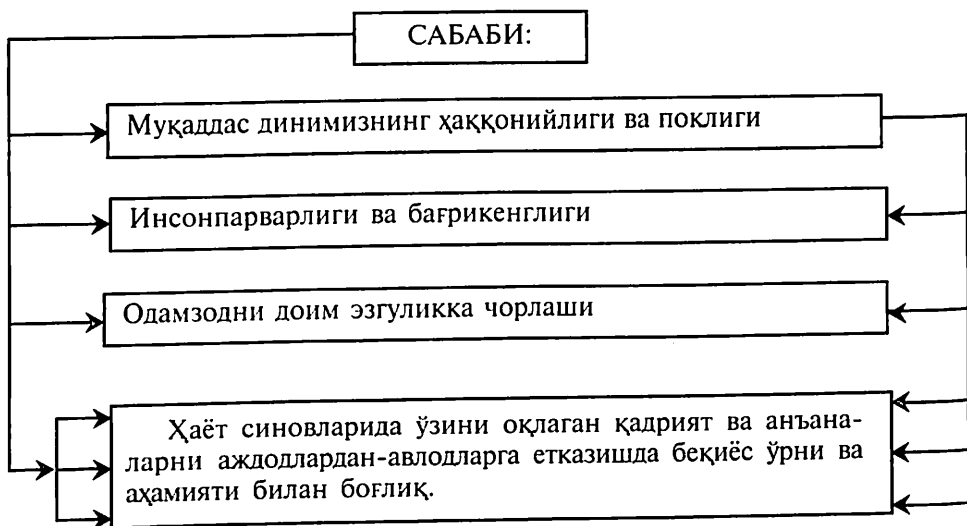 САБАБИ:
Муқаддас динимизнинг ҳаққонийлиги ва поклиги
Инсонпарварлиги ва бағрикенглиги
Одамзодни доим эзгуликка чорлаши
Ҳаёт синовларида ўзини оқлаган қадрият ва анъана-
ларни аждодлардан-авлодларга етказишда беқиёс ўрни ва
аҳамияти билан боғлиқ.